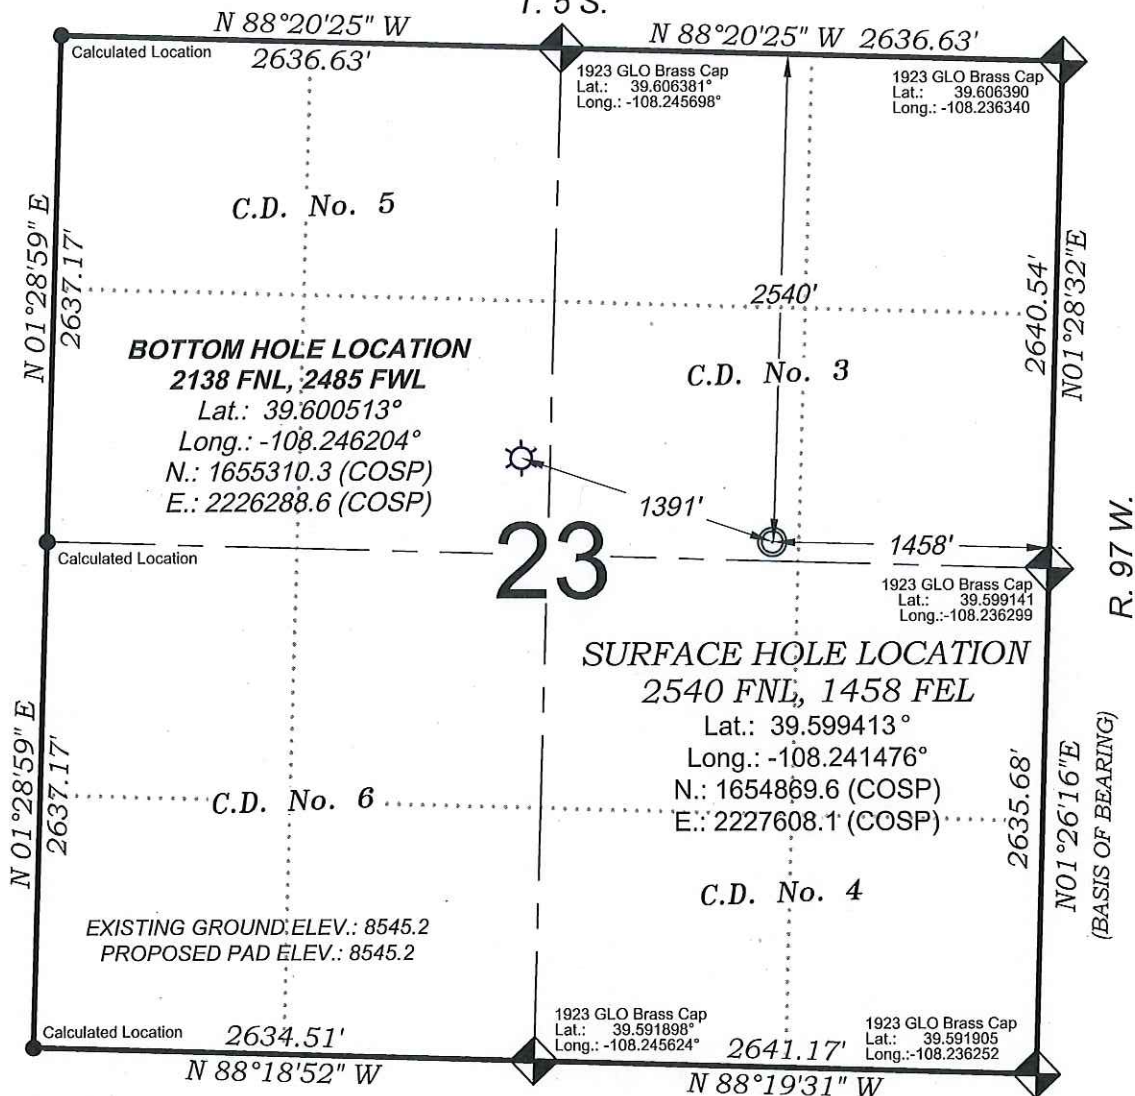 T. 5 S.
N 88°20'25" W
2636.63'
N 88°20'25" W 2636.63'
Calculated Location
1923 GLO Brass Cap
Lat.: 39.606381°
Long.: -108.245698°
1923 GLO Brass Cap
Lat.: 39.606390
Long.: -108.236340
C.D. No. 5
N 01°28'59" E
2637.17'
2540'
2640.54'
N01°28'32"E
BOTTOM HOLE LOCATION
2138 FNL, 2485 FWL
Lat.: 39.600513°
Long.: -108.246204°
N.: 1655310.3 (COSP)
E.: 2226288.6 (COSP)
C.D. No. 3
1391'
1458'
Calculated Location
23
1923 GLO Brass Cap
Lat.: 39.599141
Long.:-108.236299
R. 97 W.
SURFACE HOLE LOCATION
2540 FNL, 1458 FEL
Lat.: 39.599413°
Long.: -108.241476°
N.: 1654869.6 (COSP)
E.: 2227608.1 (COSP)
N 01°28'59" E
2637.17'
C.D. No. 6
2635.68'
N01°26'16"E
(BASIS OF BEARING)
C.D. No. 4
EXISTING GROUND ELEV.: 8545.2
PROPOSED PAD ELEV.: 8545.2
Calculated Location
2634.51'
N 88°18'52" W
1923 GLO Brass Cap
Lat.: 39.591898°
Long.: -108.245624°
2641.17'
N 88°19'31" W
1923 GLO Brass Cap
Lat.: 39.591905
Long.:-108.236252